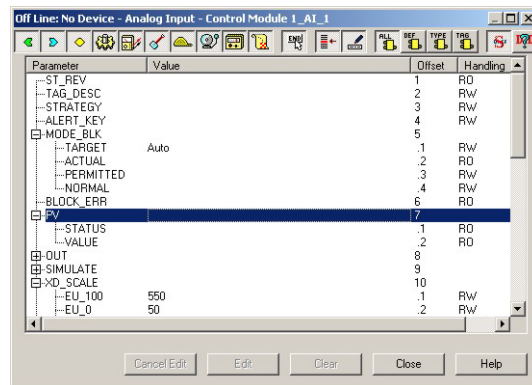 Off Line: No Device - Analog Input - Control Module 1_AI_1
END ALL DEF TYPE TAG
Parameter Value Offset Handling
ST_REV 1 RO
TAG_DESC 2 RW
STRATEGY 3 RW
ALERT_KEY 4 RW
MODE_BLK 5
TARGET Auto .1 RW
ACTUAL .2 RO
PERMITTED .3 RW
NORMAL .4 RW
BLOCK_ERR 6 RO
PV 7
STATUS .1 RO
VALUE .2 RO
OUT 8
SIMULATE 9
XD_SCALE 10
EU_100 550 .1 RW
EU_0 50 .2 RW
Cancel Edit Edit Clear Close Help